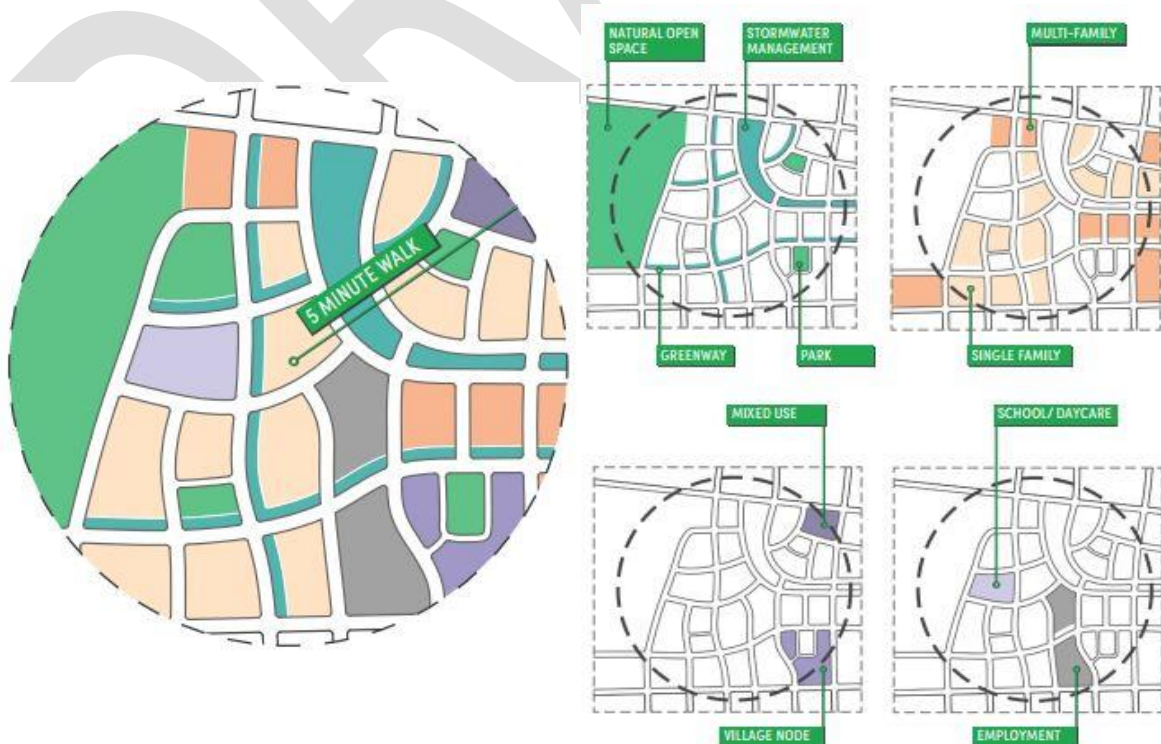 NATURAL OPEN
SPACE
STORMWATER
MANAGEMENT
MULTI-FAMILY
5 MINUTE WALK
GREENWAY
PARK
SINGLE FAMILY
MIXED USE
SCHOOL/ DAYCARE
VILLAGE NODE
EMPLOYMENT